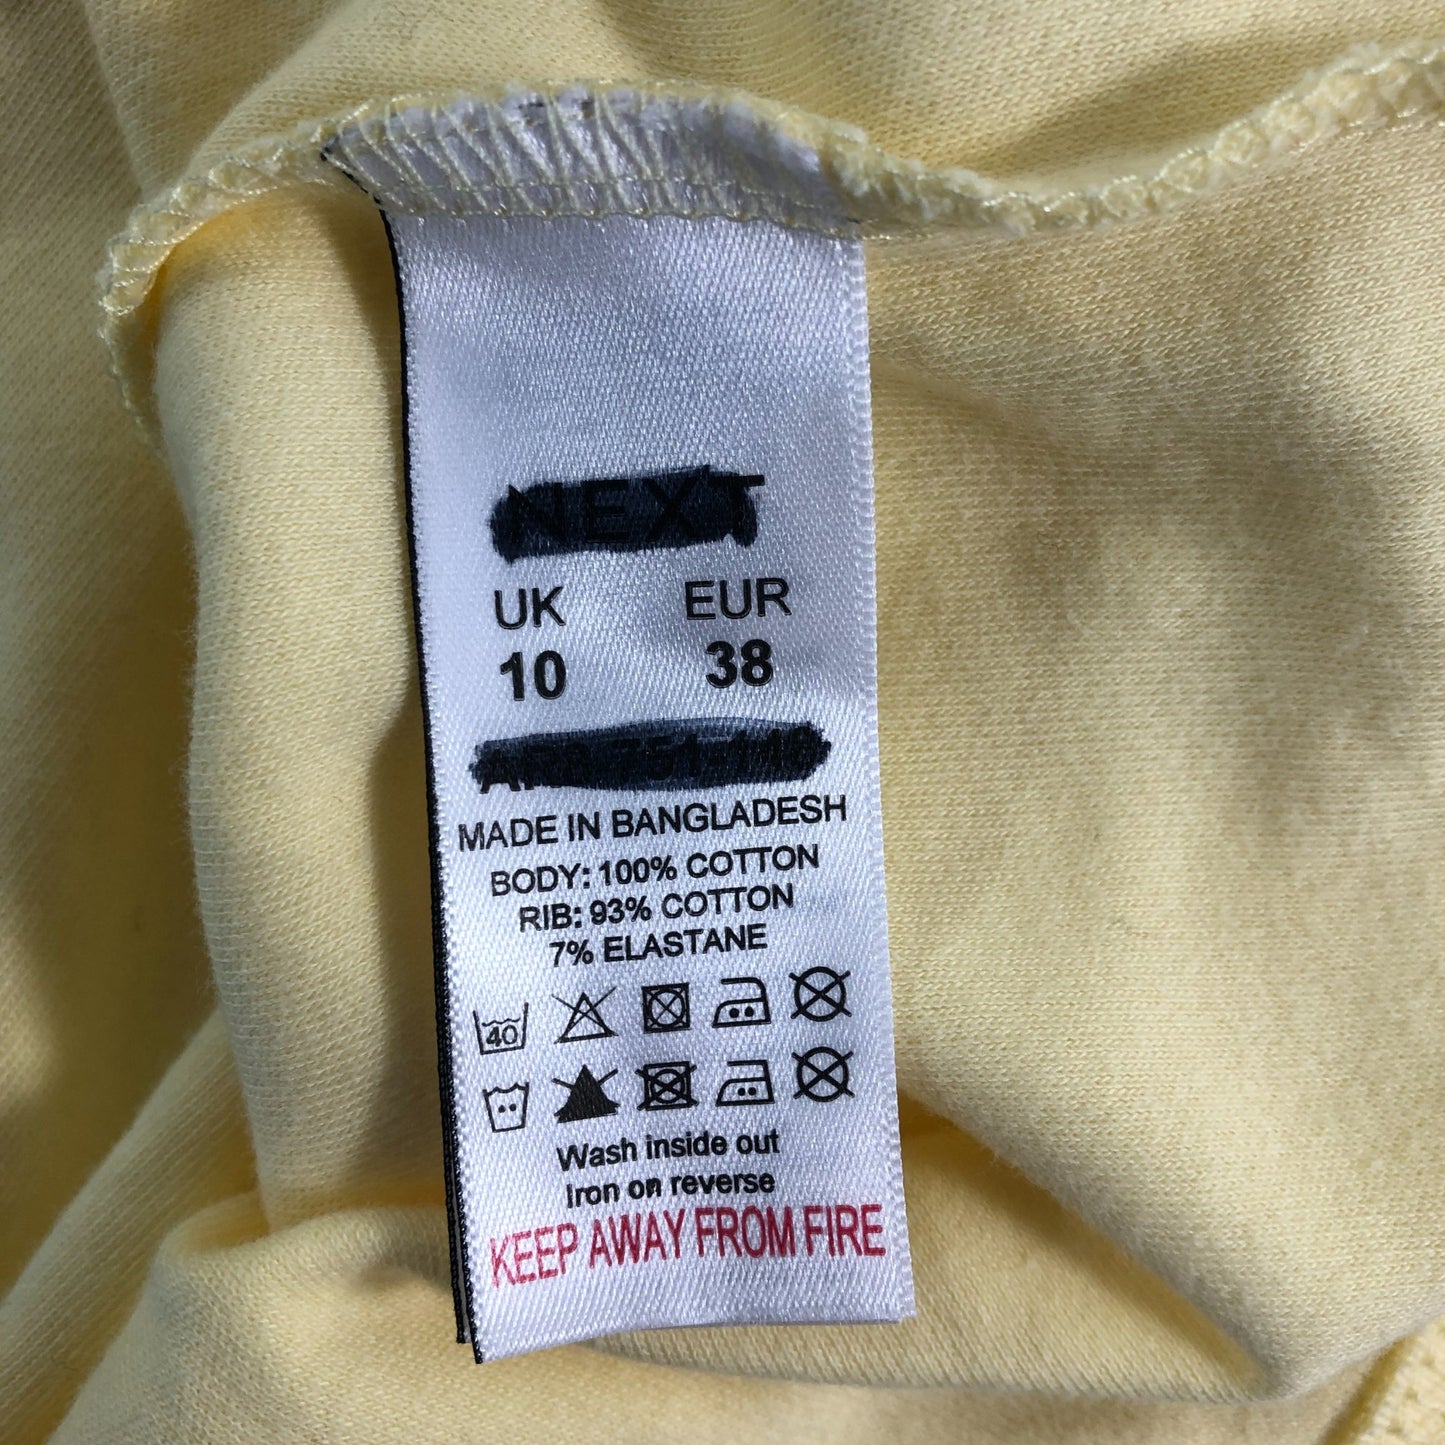 NEXT
UK EUR
10 38
MADE IN BANGLADESH
BODY: 100% COTTON
RIB: 93% COTTON
7% ELASTANE
40
Wash inside out
Iron on reverse
KEEP AWAY FROM FIRE